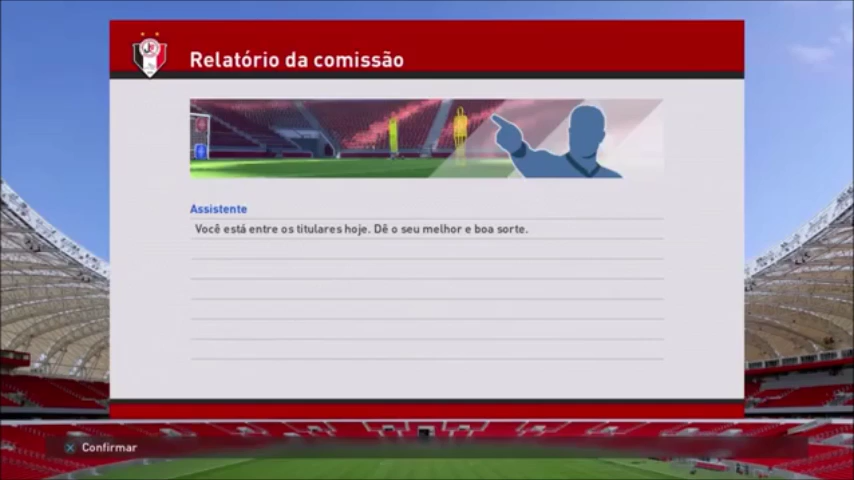 Relatório da comissão
Assistente
Você está entre os titulares hoje. Dê o seu melhor e boa sorte.
Confirmar